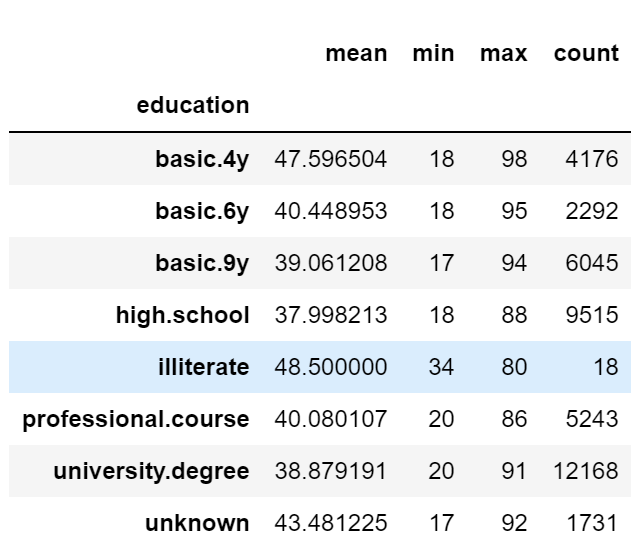 mean min max count
education
basic.4y 47.596504 18 98 4176
basic.6y 40.448953 18 95 2292
basic.9y 39.061208 17 94 6045
high.school 37.998213 18 88 9515
illiterate 48.500000 34 80 18
professional.course 40.080107 20 86 5243
university.degree 38.879191 20 91 12168
unknown 43.481225 17 92 1731